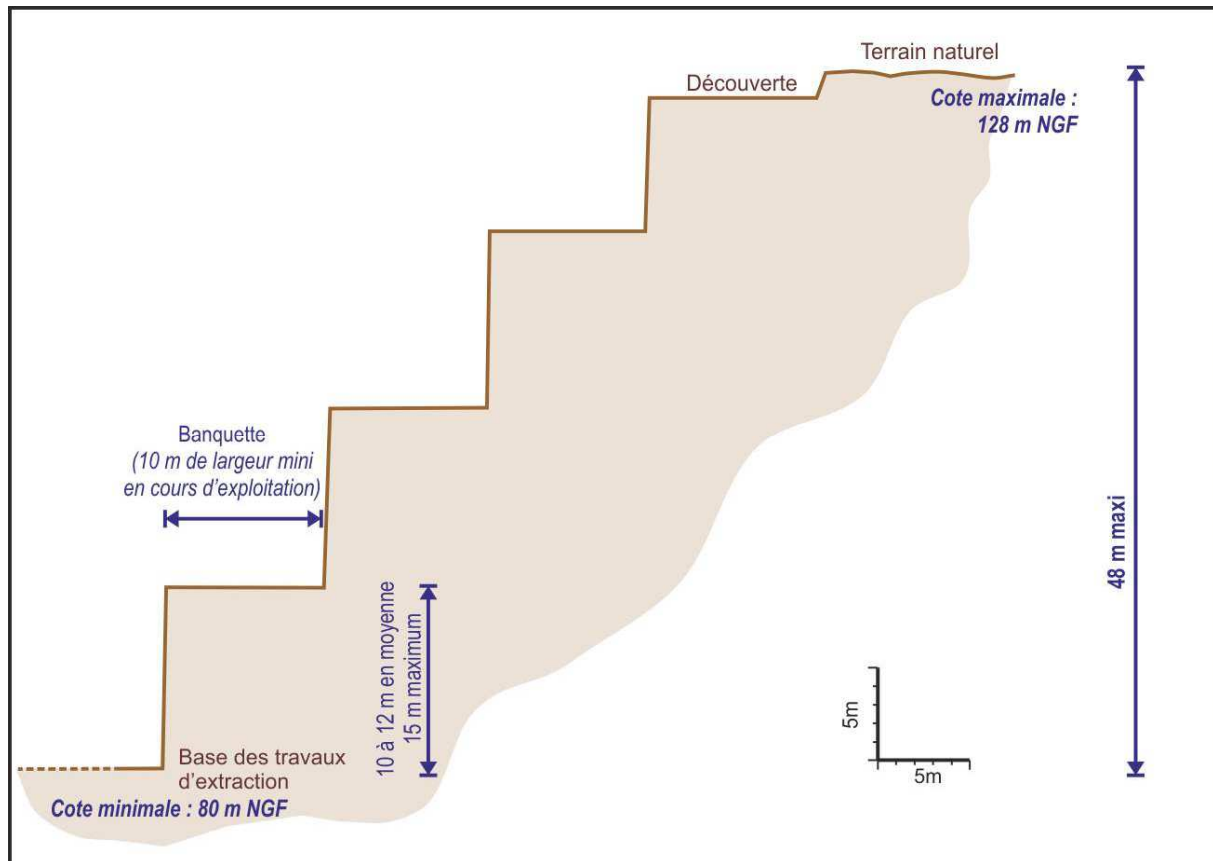 Terrain naturel
Découverte
Cote maximale :
128 m NGF
Banquette
(10 m de largeur mini
en cours d'exploitation)
10 à 12 m en moyenne
15 m maximum
48 m maxi
5m
5m
Base des travaux
d'extraction
Cote minimale : 80 m NGF